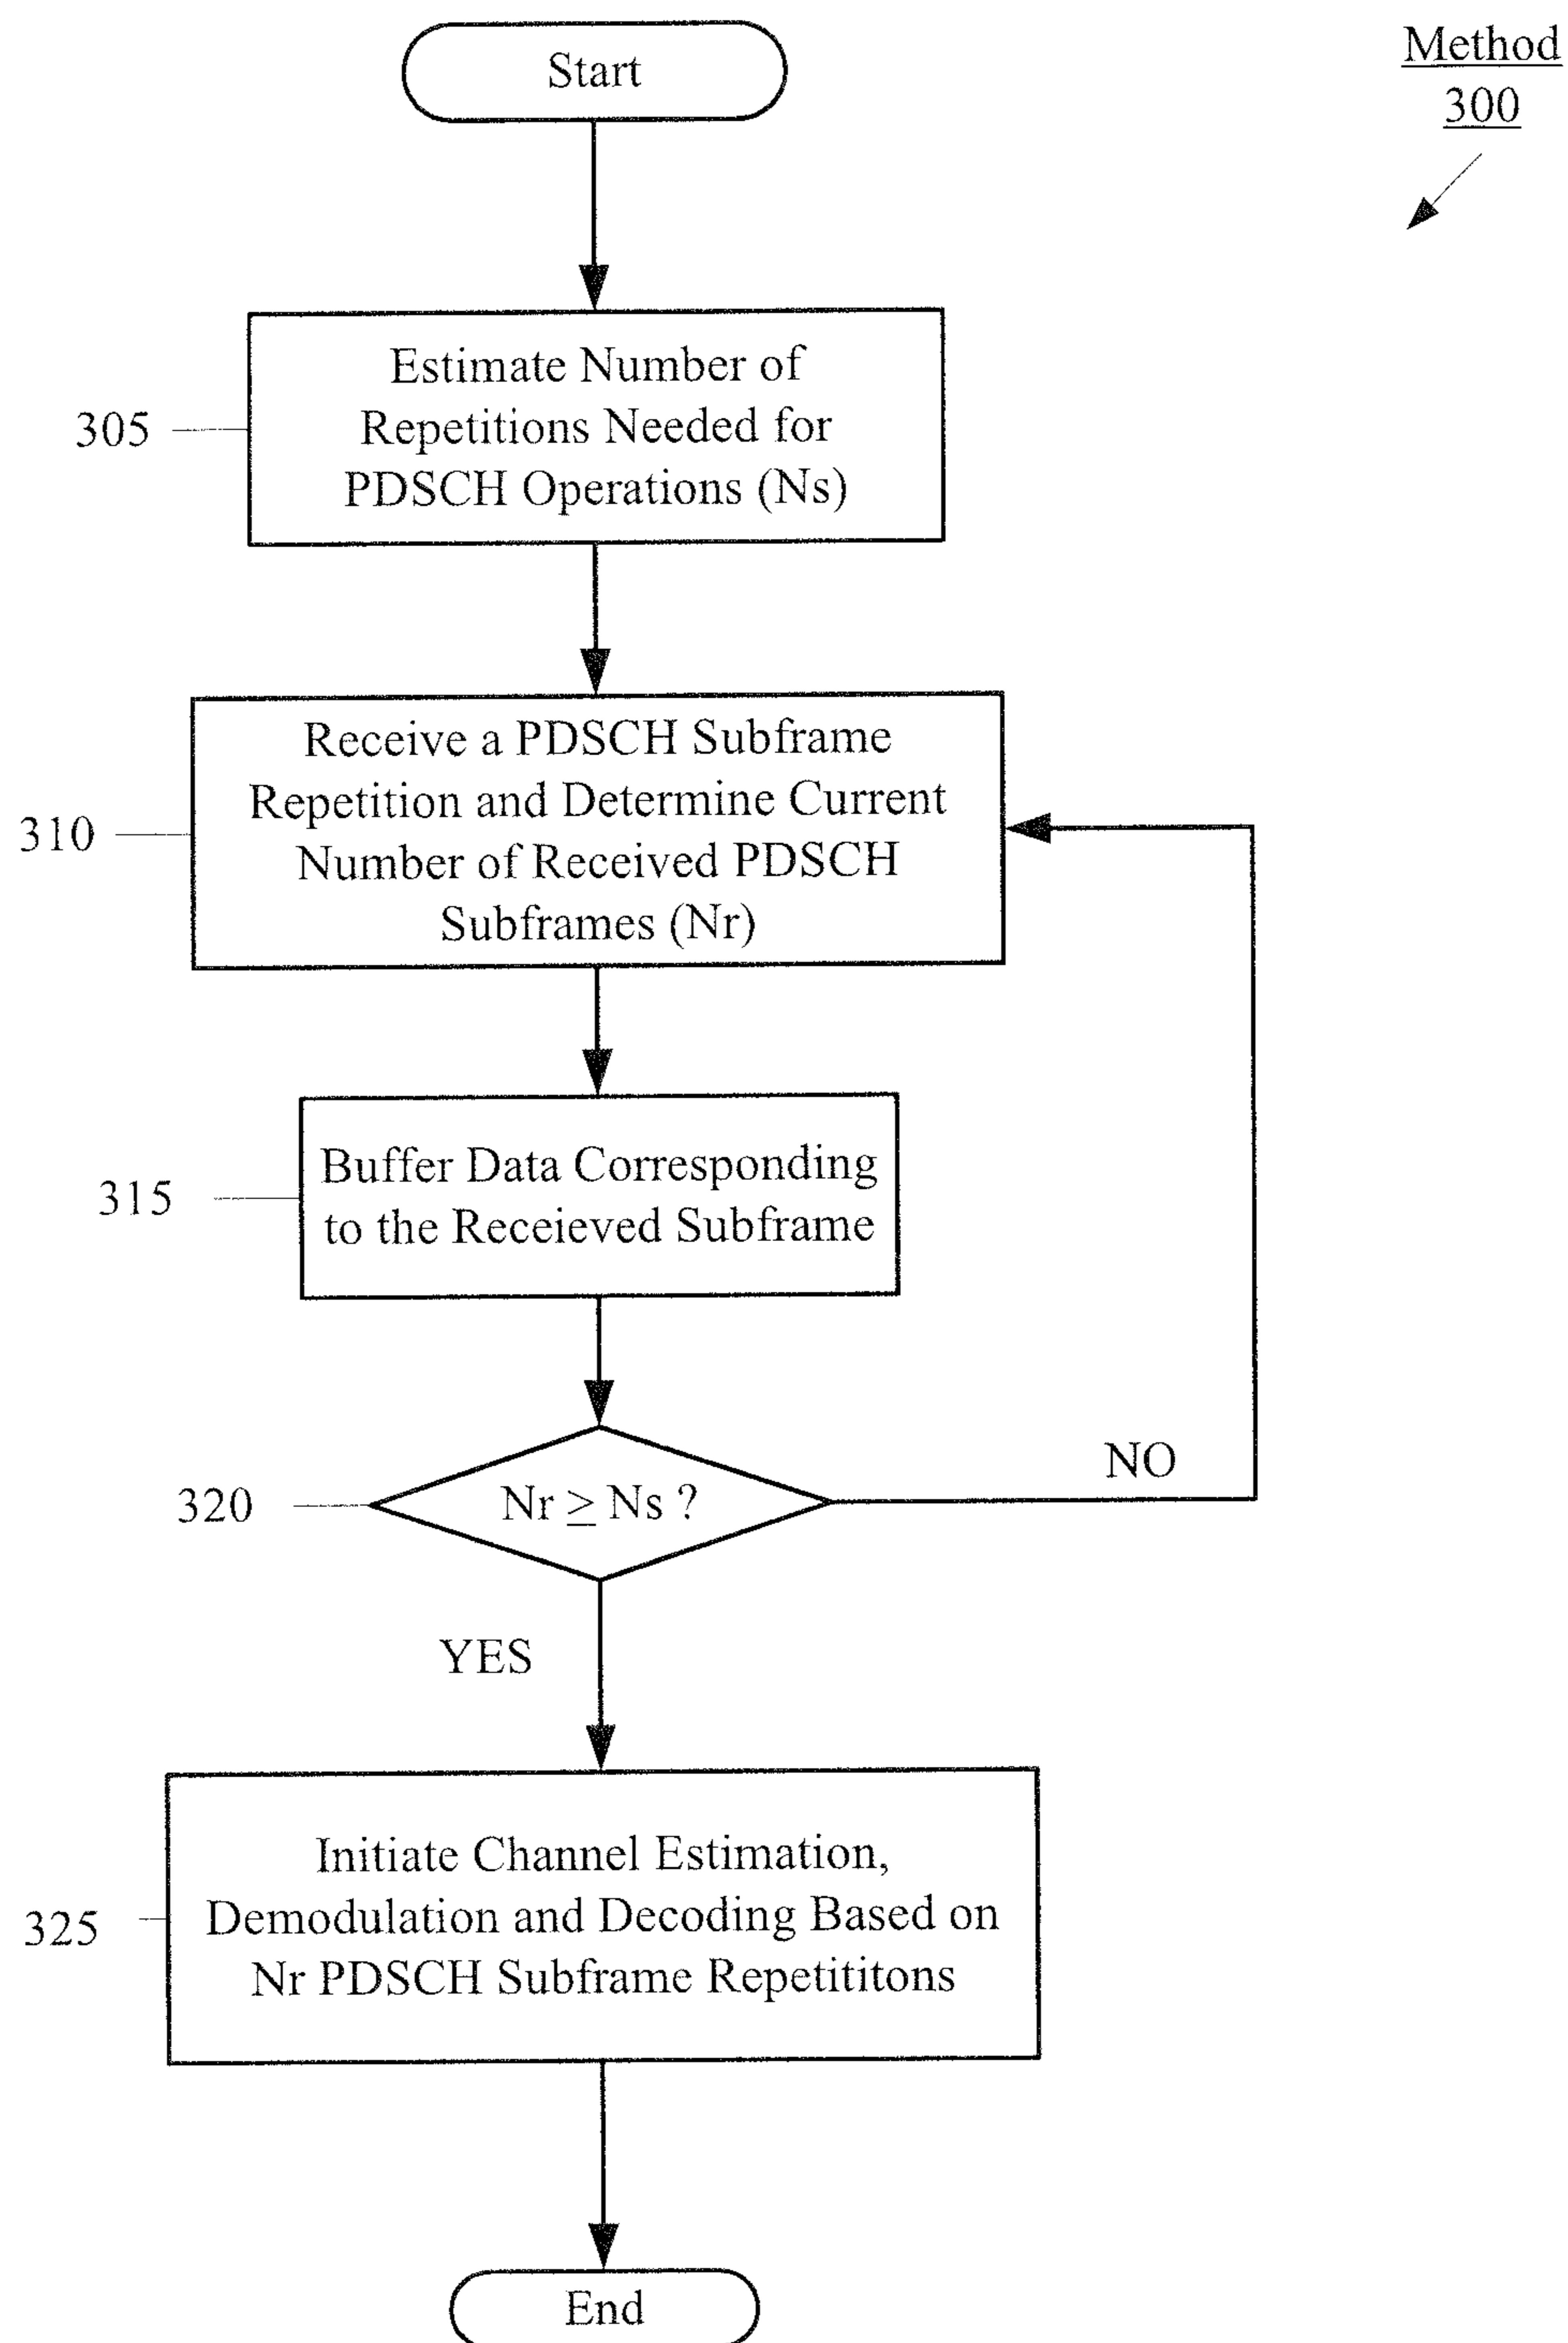 Start
Method
300
Estimate Number of
Repetitions Needed for
PDSCH Operations (Ns)
305
Receive a PDSCH Subframe
Repetition and Determine Current
Number of Received PDSCH
Subframes (Nr)
310
Buffer Data Corresponding
to the Receieved Subframe
315
Nr ≥ Ns ?
320
NO
YES
Initiate Channel Estimation,
Demodulation and Decoding Based on
Nr PDSCH Subframe Repetititons
325
End